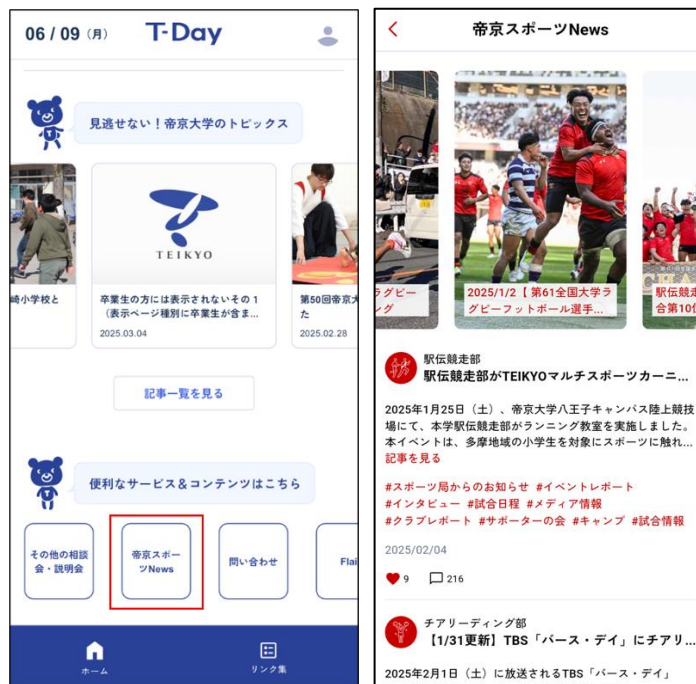 06 / 09 (月)
T-Day
見逃せない！帝京大学のトピックス
TEIKYO
崎小学校と
卒業生の方には表示されないその１
（表示ページ種別に卒業生が含ま...
2025.03.04
第50回帝京大
た
2025.02.28
記事一覧を見る
便利なサービス＆コンテンツはこちら
その他の相談
会・説明会
帝京スポー
ツNews
問い合わせ
Flai
ホーム
リンク集
帝京スポーツNews
ラグビー
ング
2025/1/2【 第61全国大学ラ
グビーフットボール選手...
駅伝競走
合第10位
駅伝競走部
駅伝競走部がTEIKYOマルチスポーツカーニ...
2025年1月25日（土）、帝京大学八王子キャンパス陸上競技
場にて、本学駅伝競走部がランニング教室を実施しました。
本イベントは、多摩地域の小学生を対象にスポーツに触れ...
記事を見る
#スポーツ局からのお知らせ #イベントレポート
#インタビュー #試合日程 #メディア情報
#クラブレポート #サポーターの会 #キャンプ #試合情報
2025/02/04
9 216
チアリーディング部
【1/31更新】TBS「バース・デイ」にチアリ...
2025年2月1日（土）に放送されるTBS「バース・デイ」